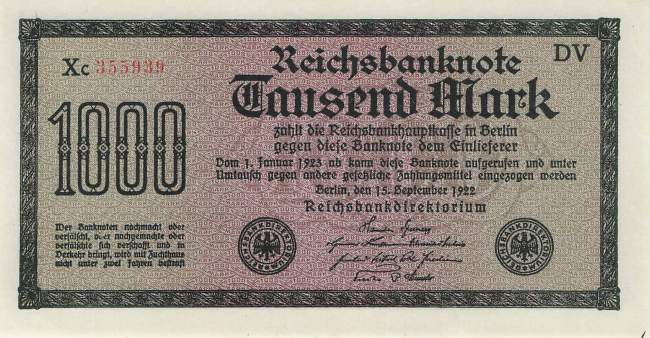 Xc 355939
DV
Reichsbanknote
Tausend Mark
1000
zahlt die Reichsbankhauptkasse in Berlin
gegen diese Banknote dem Einlieferer
Vom 1. Januar 1923 ab kann diese Banknote aufgerufen und unter
Umtausch gegen andere gesetzliche Zahlungsmittel eingezogen werden
Berlin, den 15. September 1922
Reichsbankdirektorium
Wer Banknoten nachmacht oder
verfälscht, oder nachgemachte oder
verfälschte sich verschafft und in
Verkehr bringt, wird mit Zuchthaus
nicht unter zwei Jahren bestraft
REICHSBANKDIREKTORIUM
REICHSBANKDIREKTORIUM